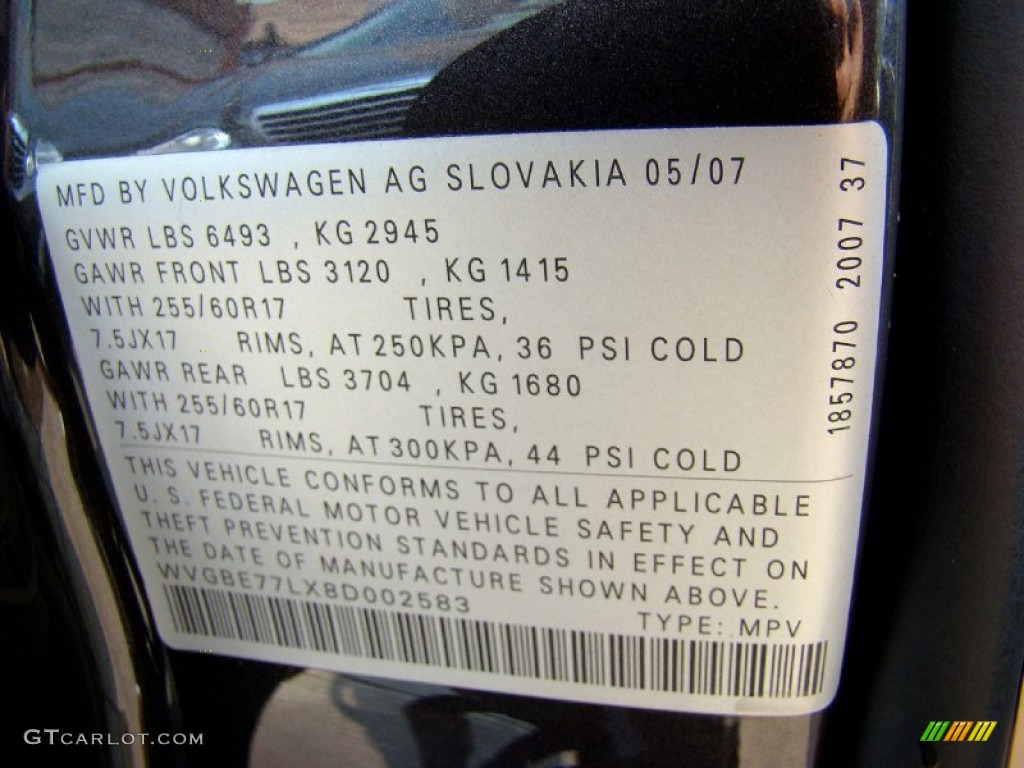 MFD BY VOLKSWAGEN AG SLOVAKIA 05/07
GVWR LBS 6493 , KG 2945
GAWR FRONT LBS 3120 , KG 1415
WITH 255/60R17 TIRES,
7.5JX17 RIMS, AT 250KPA, 36 PSI COLD
GAWR REAR LBS 3704 , KG 1680
WITH 255/60R17 TIRES,
7.5JX17 RIMS, AT 300KPA, 44 PSI COLD
THIS VEHICLE CONFORMS TO ALL APPLICABLE
U. S. FEDERAL MOTOR VEHICLE SAFETY AND
THEFT PREVENTION STANDARDS IN EFFECT ON
THE DATE OF MANUFACTURE SHOWN ABOVE.
WVGBE77LX8D002583
TYPE: MPV
1857870 2007 37
GTCARLOT.COM